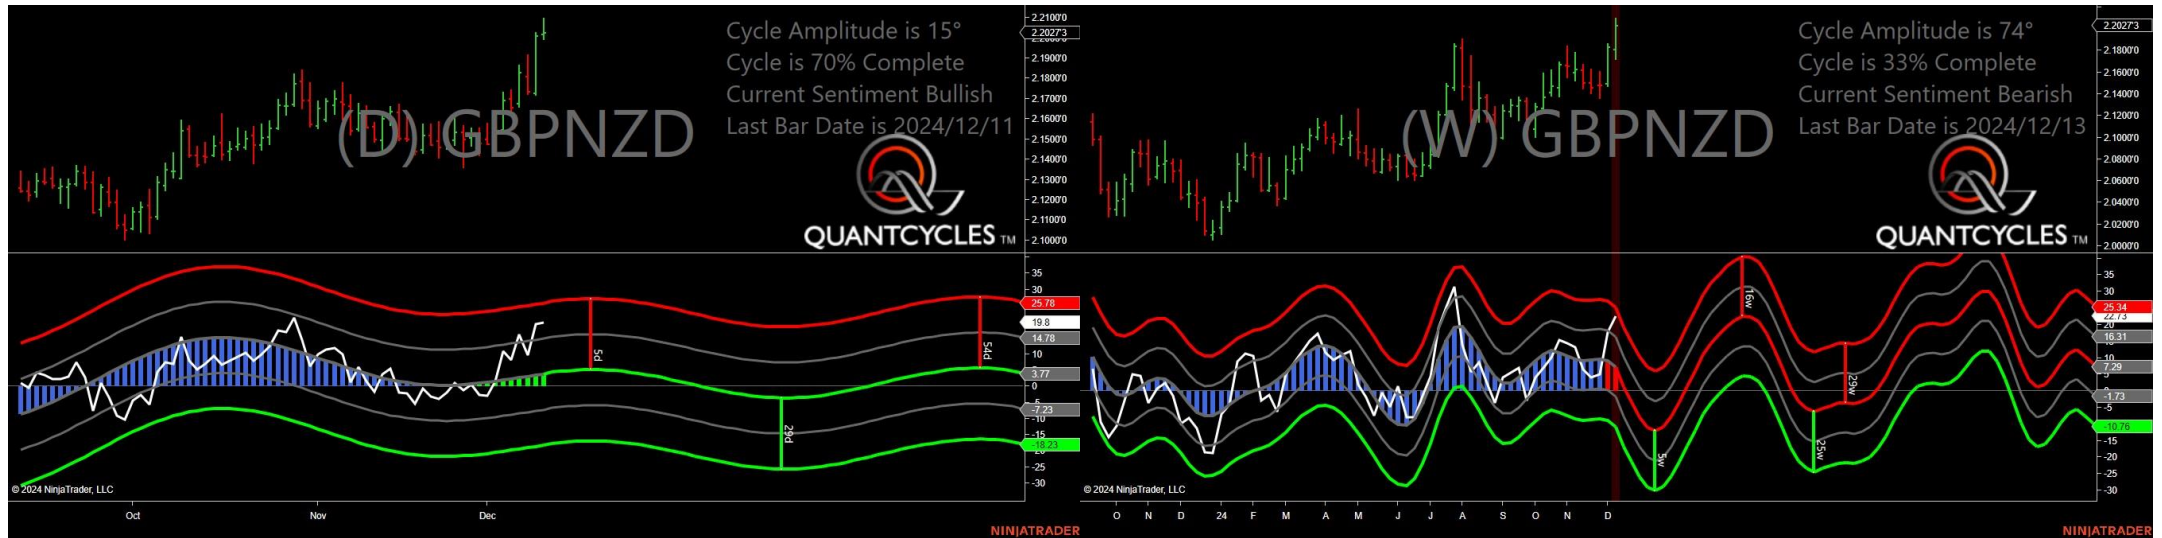 Cycle Amplitude is 15°
Cycle is 70% Complete
Current Sentiment Bullish
Last Bar Date is 2024/12/11
(D) GBPNZD
QUANTCYCLES TM
2.2100'0
2.2027'3
2.1900'0
2.1800'0
2.1700'0
2.1600'0
2.1500'0
2.1400'0
2.1300'0
2.1200'0
2.1100'0
2.1000'0
35
30
25.78
19.8
14.78
10
3.77
0
-5
-7.23
-10
-15
-18.23
-25
-30
5d
29d
54d
© 2024 NinjaTrader, LLC
Oct Nov Dec
NINJATRADER
Cycle Amplitude is 74°
Cycle is 33% Complete
Current Sentiment Bearish
Last Bar Date is 2024/12/13
(W) GBPNZD
QUANTCYCLES TM
2.2027'3
2.1800'0
2.1600'0
2.1400'0
2.1200'0
2.1000'0
2.0800'0
2.0600'0
2.0400'0
2.0200'0
2.0000'0
35
30
25.34
22.73
20
16.31
10
7.29
5
0
-1.73
-5
-10.76
-15
-20
-25
-30
5w
16w
25w
29w
© 2024 NinjaTrader, LLC
O N D 24 F M A M J J A S O N D
NINJATRADER